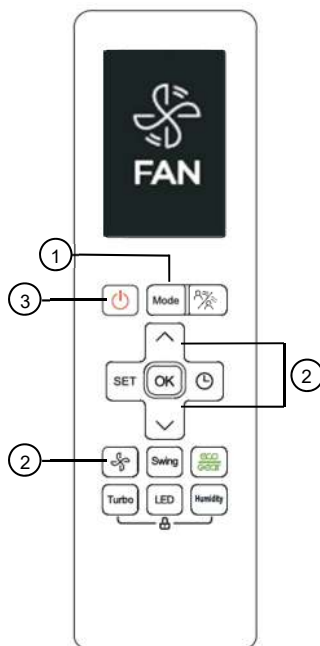 FAN
1
3
Mode
SET
OK
2
2
Swing
eco
GEAR
Turbo
LED
Humidity